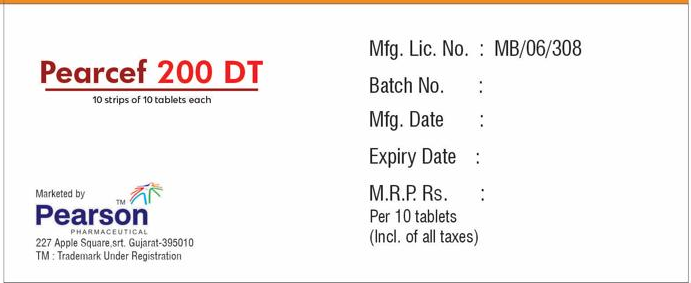 Pearcef 200 DT
10 strips of 10 tablets each
Marketed by
TM
Pearson
PHARMACEUTICAL
227 Apple Square,srt. Gujarat-395010
TM : Trademark Under Registration
Mfg. Lic. No. : MB/06/308
Batch No. :
Mfg. Date :
Expiry Date :
M.R.P. Rs. :
Per 10 tablets
(Incl. of all taxes)